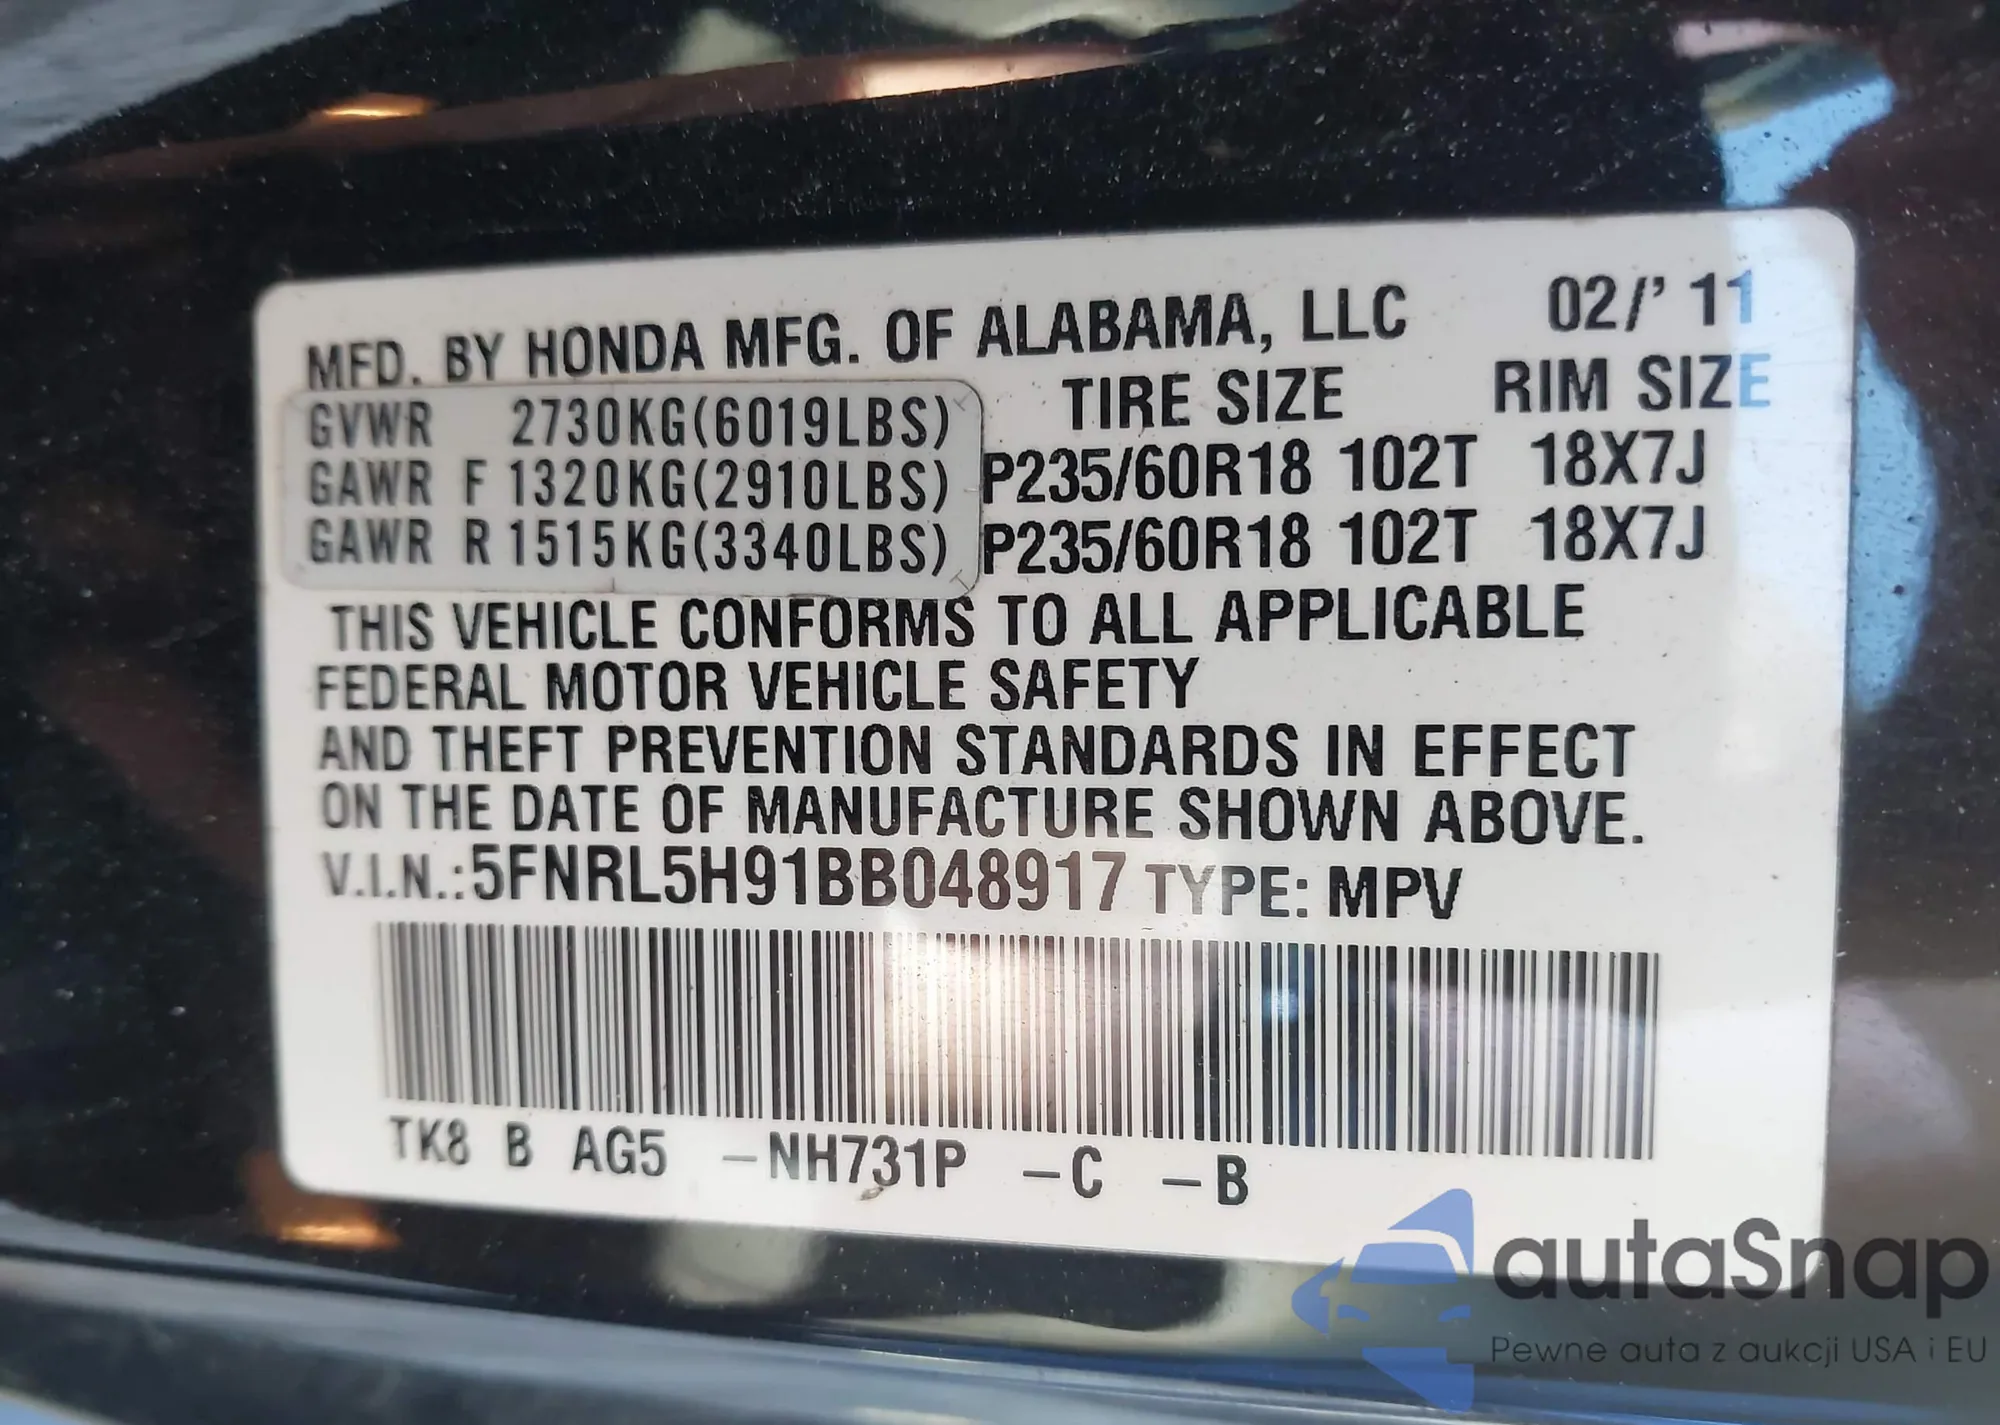 MFD. BY HONDA MFG. OF ALABAMA, LLC 02/' 11
TIRE SIZE RIM SIZE
GVWR 2730KG(6019LBS)
GAWR F 1320KG(2910LBS) P235/60R18 102T 18X7J
GAWR R 1515KG(3340LBS) P235/60R18 102T 18X7J
THIS VEHICLE CONFORMS TO ALL APPLICABLE
FEDERAL MOTOR VEHICLE SAFETY
AND THEFT PREVENTION STANDARDS IN EFFECT
ON THE DATE OF MANUFACTURE SHOWN ABOVE.
V.I.N.:5FNRL5H91BB048917 TYPE: MPV
TK8 B AG5 –NH731P –C –B
autaSnap
Pewne auta z aukcji USA i EU